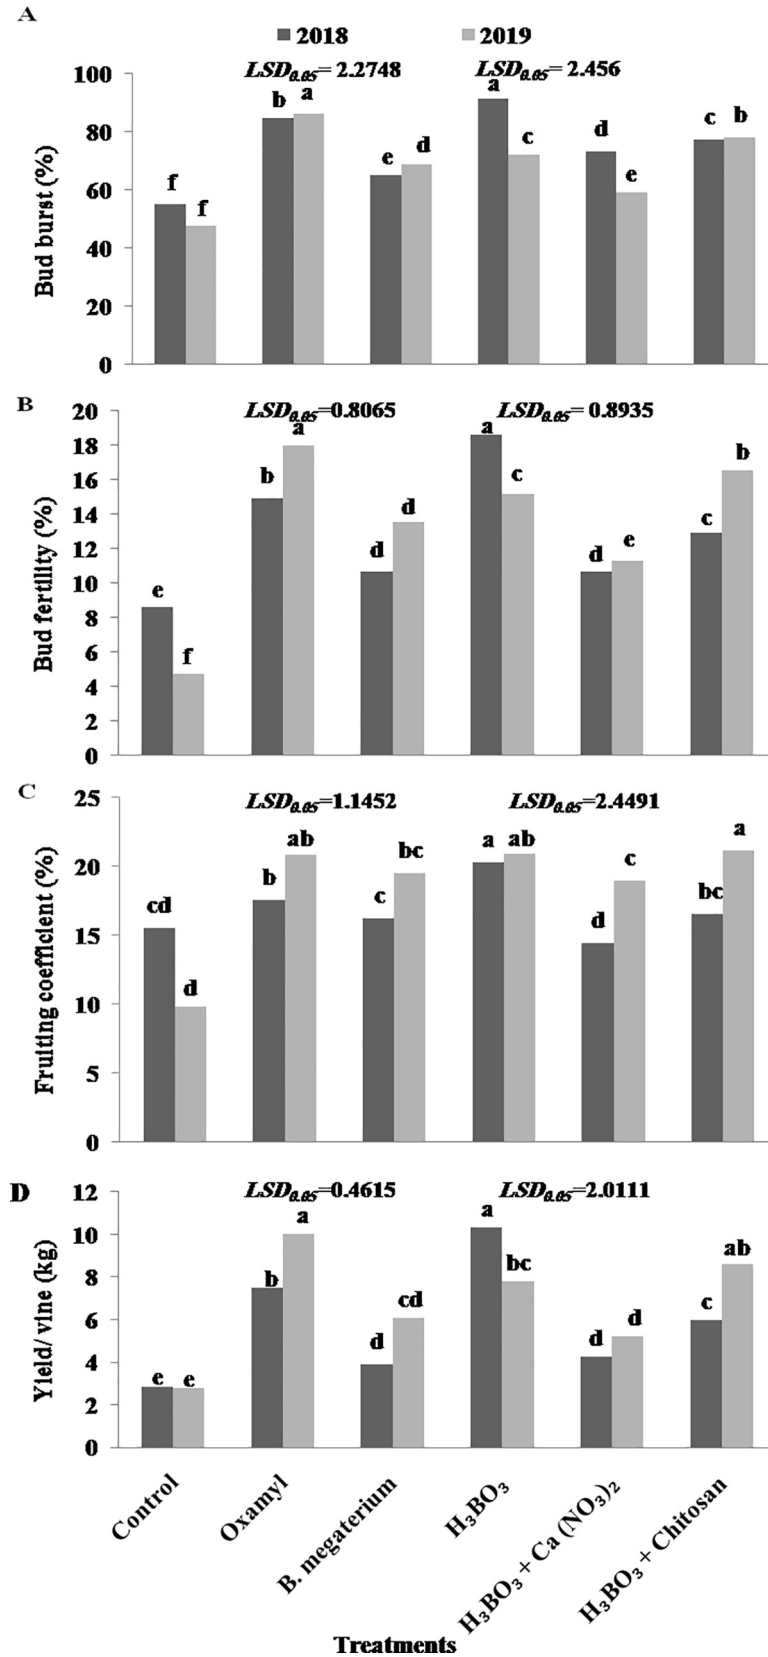 A
2018 2019
LSD0.05= 2.2748 LSD0.05= 2.456
Bud burst (%)
100
80
60
40
20
0
f f b a e d a c d e c b
B
LSD0.05=0.8065 LSD0.05= 0.8935
Bud fertility (%)
20
18
16
14
12
10
8
6
4
2
0
e f b a d d a c d e c b
C
LSD0.05=1.1452 LSD0.05=2.4491
Fruiting coefficient (%)
25
20
15
10
5
0
cd d b ab c bc a ab d c bc a
D
LSD0.05=0.4615 LSD0.05=2.0111
Yield/ vine (kg)
12
10
8
6
4
2
0
e e b a d cd a bc d d c ab
Control
Oxamyl
B. megaterium
H₃BO₃
H₃BO₃ + Ca (NO₃)₂
H₃BO₃ + Chitosan
Treatments